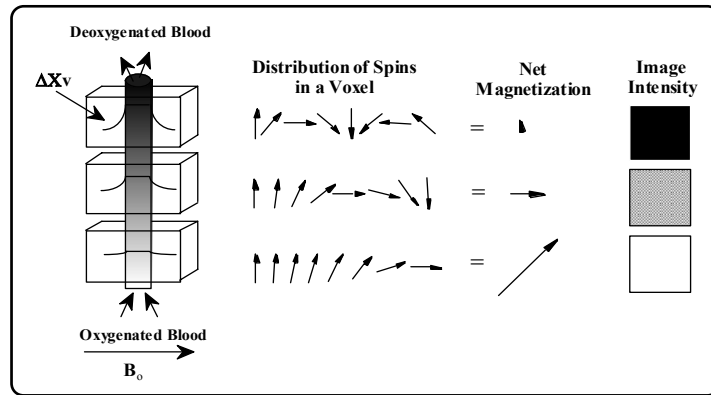 Deoxygenated Blood
ΔXv
Distribution of Spins
in a Voxel
Net
Magnetization
Image
Intensity
=
=
=
Oxygenated Blood
Bo